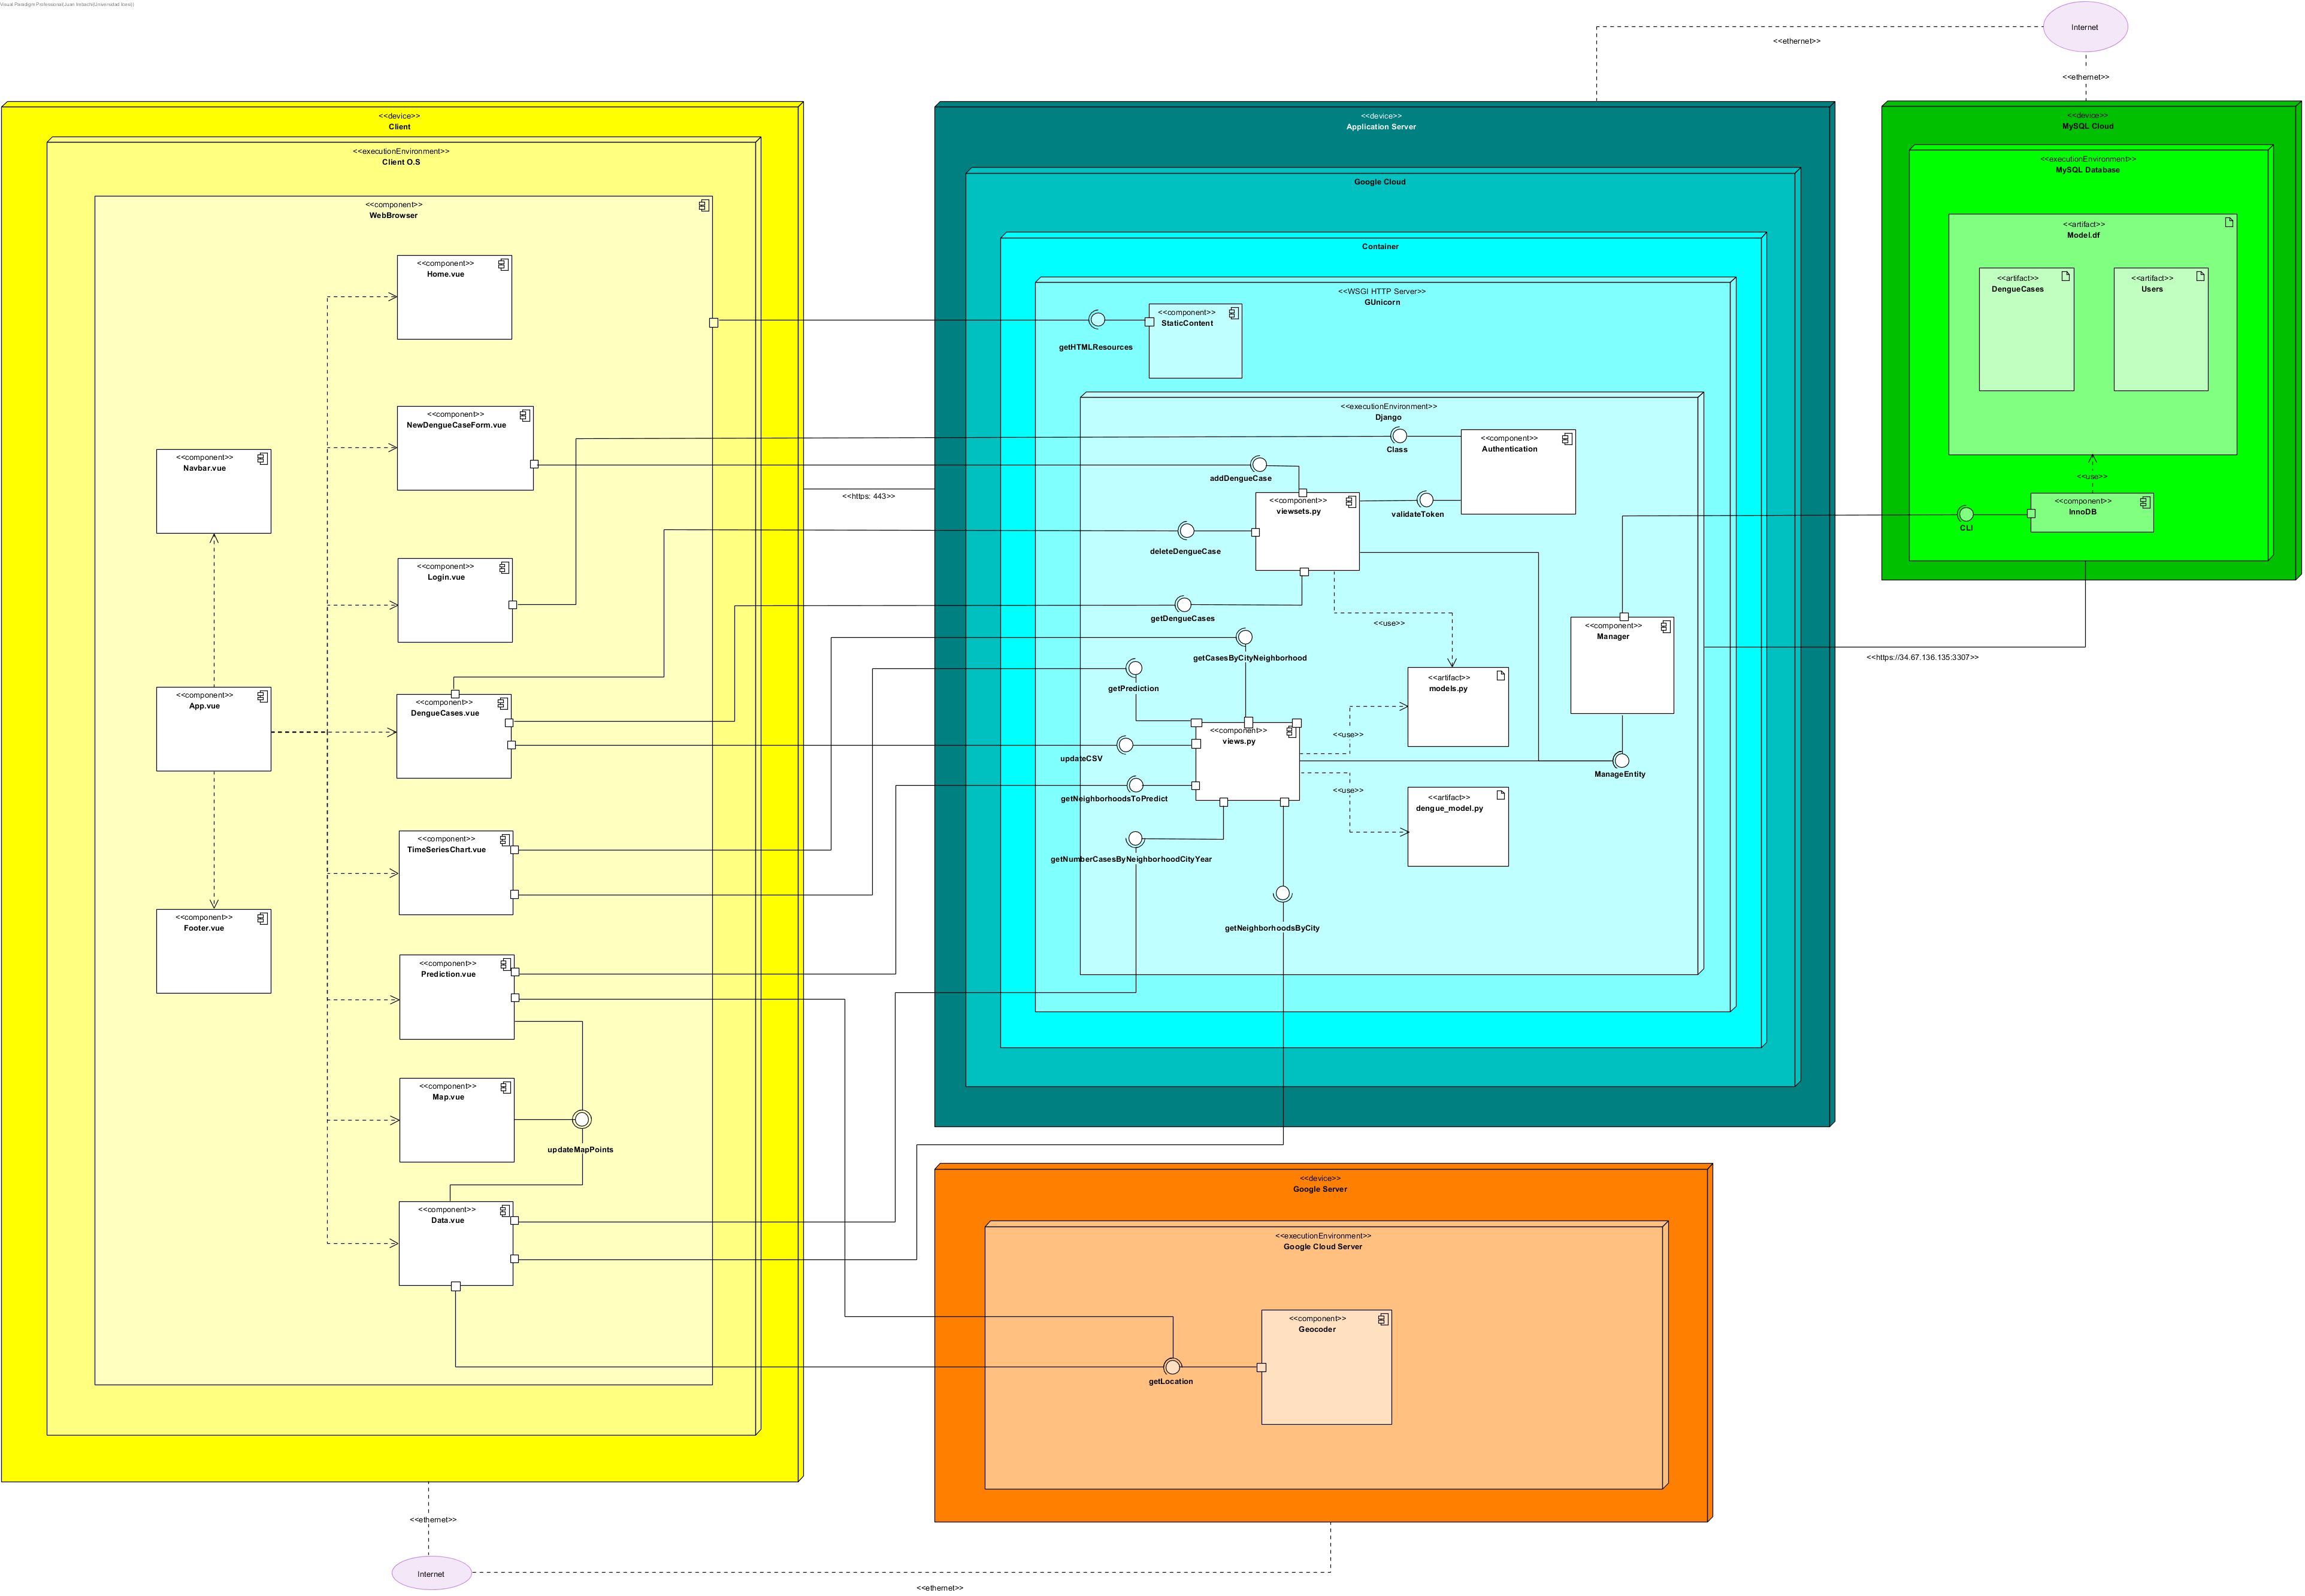 Visual Paradigm Professional(Juan Imbachi(Universidad Icesi))
Internet
<<ethernet>>
<<ethernet>>
<<device>>
Client
<<executionEnvironment>>
Client O.S
<<component>>
WebBrowser
<<component>>
Home.vue
<<component>>
NewDengueCaseForm.vue
<<component>>
Navbar.vue
<<component>>
Login.vue
<<component>>
App.vue
<<component>>
DengueCases.vue
<<component>>
TimeSeriesChart.vue
<<component>>
Footer.vue
<<component>>
Prediction.vue
<<component>>
Map.vue
updateMapPoints
<<component>>
Data.vue
<<https: 443>>
<<device>>
Application Server
Google Cloud
Container
<<WSGI HTTP Server>>
GUnicorn
<<component>>
StaticContent
getHTMLResources
<<executionEnvironment>>
Django
Class
<<component>>
Authentication
addDengueCase
<<component>>
viewsets.py
validateToken
deleteDengueCase
getDengueCases
<<use>>
getCasesByCityNeighborhood
getPrediction
<<component>>
Manager
<<artifact>>
models.py
<<component>>
views.py
<<use>>
updateCSV
ManageEntity
<<use>>
getNeighborhoodsToPredict
<<artifact>>
dengue_model.py
getNumberCasesByNeighborhoodCityYear
getNeighborhoodsByCity
<<device>>
MySQL Cloud
<<executionEnvironment>>
MySQL Database
<<artifact>>
Model.df
<<artifact>>
DengueCases
<<artifact>>
Users
<<use>>
<<component>>
InnoDB
CLI
<<https://34.67.136.135:3307>>
<<device>>
Google Server
<<executionEnvironment>>
Google Cloud Server
<<component>>
Geocoder
getLocation
<<ethernet>>
Internet
<<ethernet>>